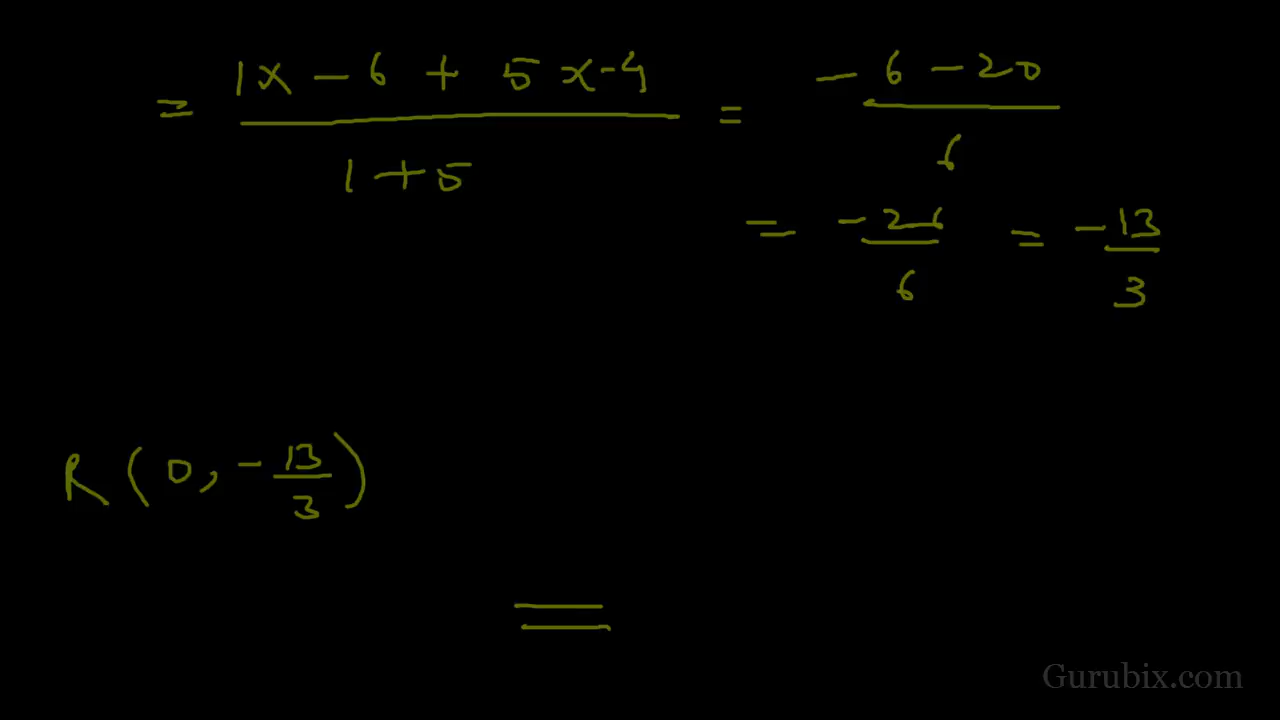 = (1x - 6 + 5x-4)/(1+5) = (-6-20)/6
= -26/6 = -13/3
R (0, -13/3)
Gurubix.com